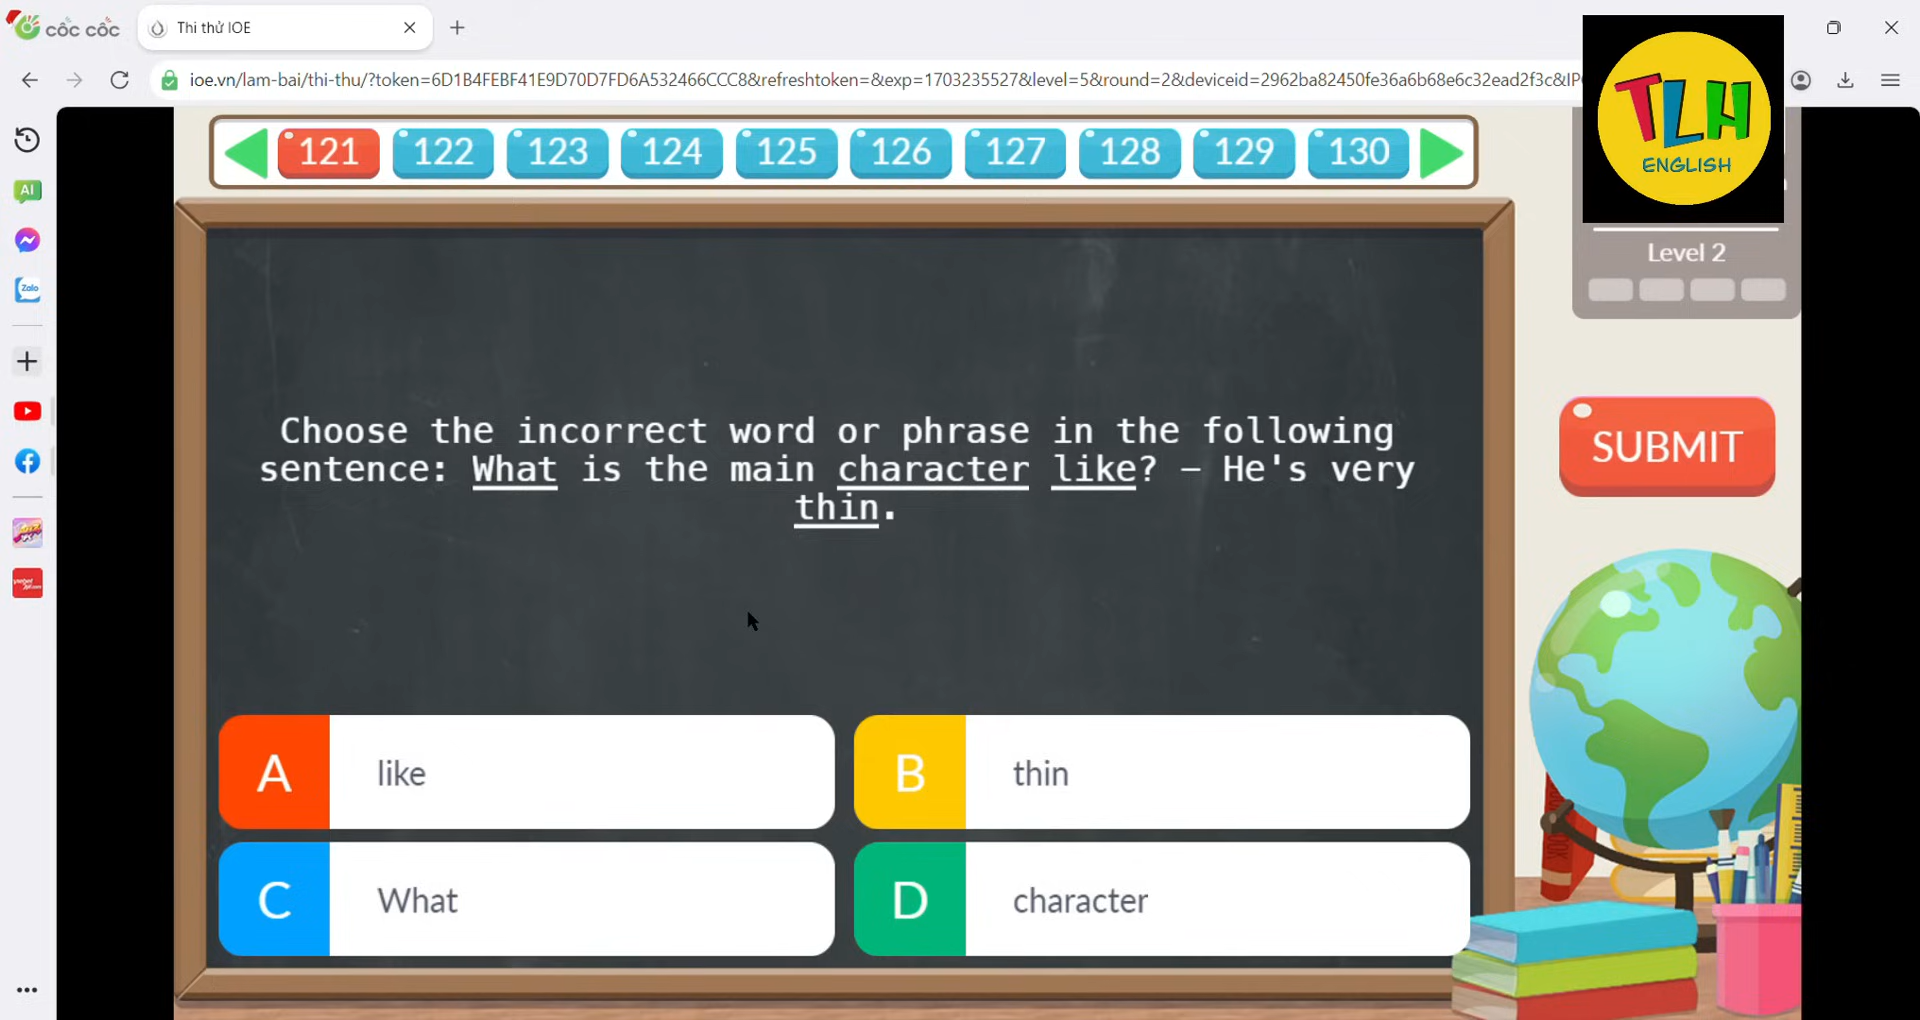 cốc cốc
Thi thử IOE
ioe.vn/lam-bai/thi-thu/?token=6D1B4FEBF41E9D70D7FD6A532466CCC8&refreshtoken=&exp=1703235527&level=5&round=2&deviceid=2962ba82450fe36a6b68e6c32ead2f3c&IP
TLH
ENGLISH
AI
Zalo
121 122 123 124 125 126 127 128 129 130
Level 2
Choose the incorrect word or phrase in the following
sentence: What is the main character like? – He's very
thin.
SUBMIT
A like
B thin
C What
D character